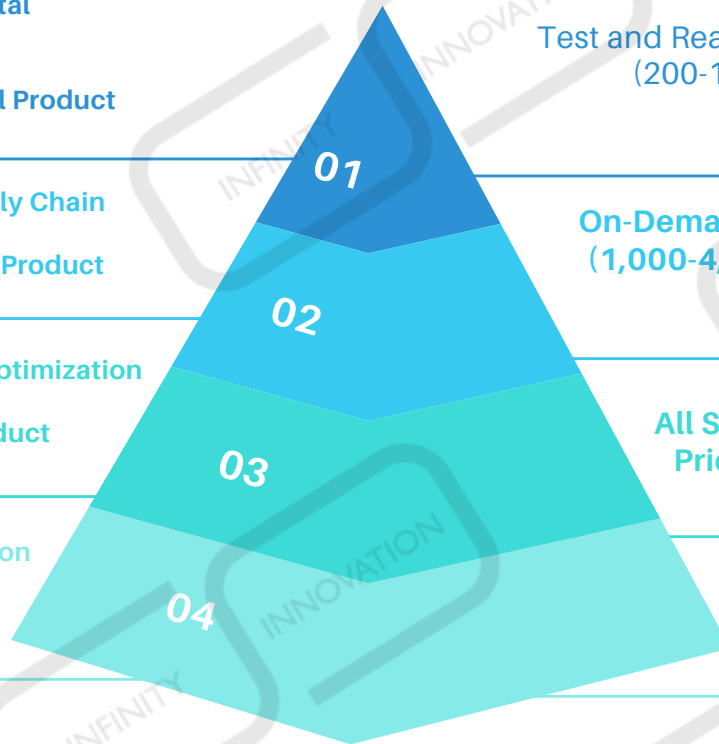 tal
l Product
Test and Rea
(200-1
01
ly Chain
Product
On-Dema
(1,000-4,
02
ptimization
duct
All S
Pric
03
on
04
INFINITY
INNOVATION
INNOVATION
INFINITY